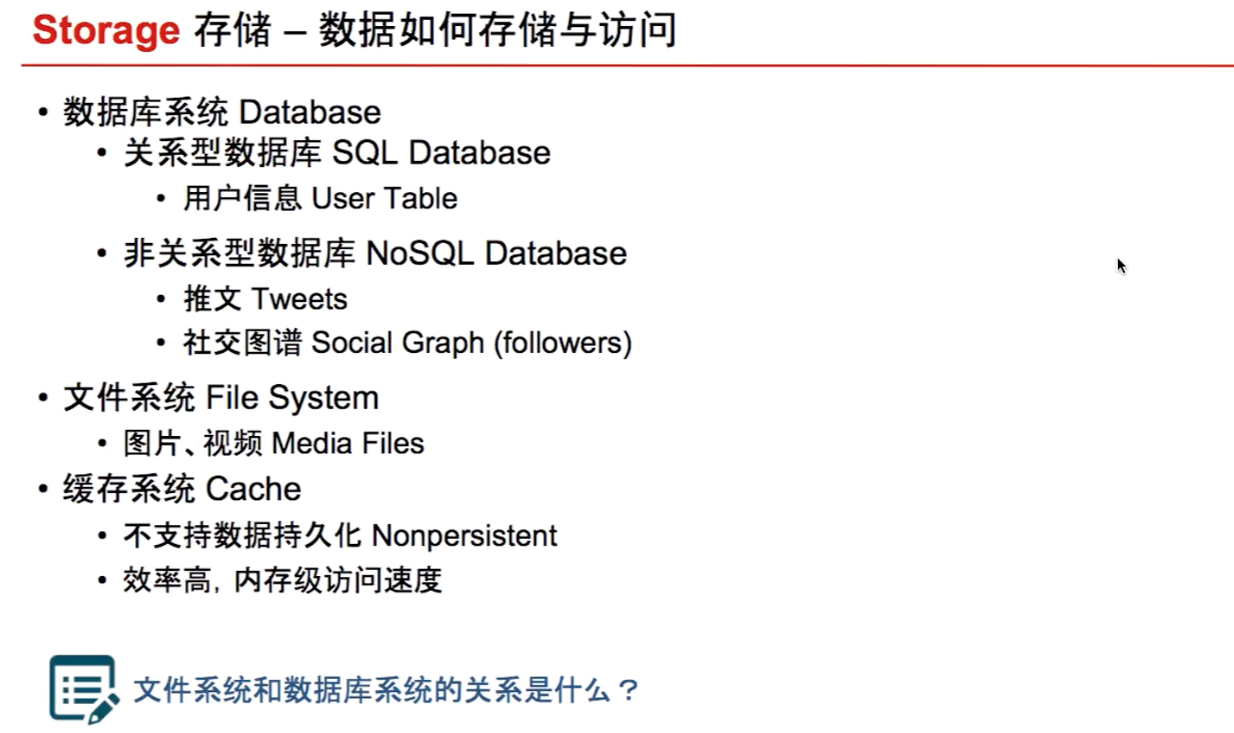 Storage 存储 – 数据如何存储与访问
• 数据库系统 Database
• 关系型数据库 SQL Database
• 用户信息 User Table
• 非关系型数据库 NoSQL Database
• 推文 Tweets
• 社交图谱 Social Graph (followers)
• 文件系统 File System
• 图片、视频 Media Files
• 缓存系统 Cache
• 不支持数据持久化 Nonpersistent
• 效率高，内存级访问速度
文件系统和数据库系统的关系是什么？